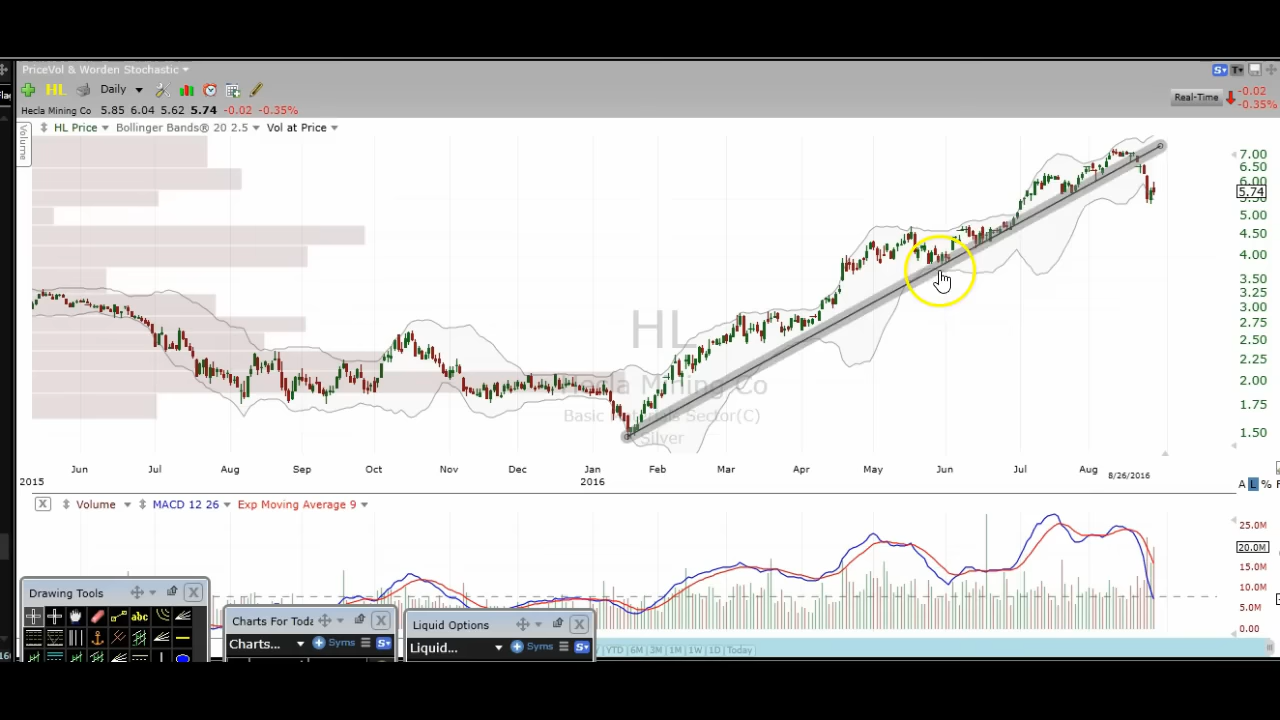 PriceVol & Worden Stochastic
HL Daily
Hecla Mining Co 5.85 6.04 5.62 5.74 -0.02 -0.35%
Real-Time -0.02
-0.35%
HL Price Bollinger Bands® 20 2.5 Vol at Price
Volume
7.00
6.50
6.00
5.74
5.00
4.50
4.00
3.50
3.25
3.00
2.75
2.50
2.25
2.00
1.75
1.50
HL
Hecla Mining Co
Basic Materials Sector(C)
Silver
Jun Jul Aug Sep Oct Nov Dec Jan Feb Mar Apr May Jun Jul Aug 8/26/2016
2015 2016
A L %
X Volume MACD 12 26 Exp Moving Average 9
25.0M
20.0M
15.0M
10.0M
5.0M
0.00
Drawing Tools X
abc
Charts For Toda X
Charts... Syms S
Liquid Options X
Liquid... Syms S
YTD 6M 3M 1M 1W 1D Today